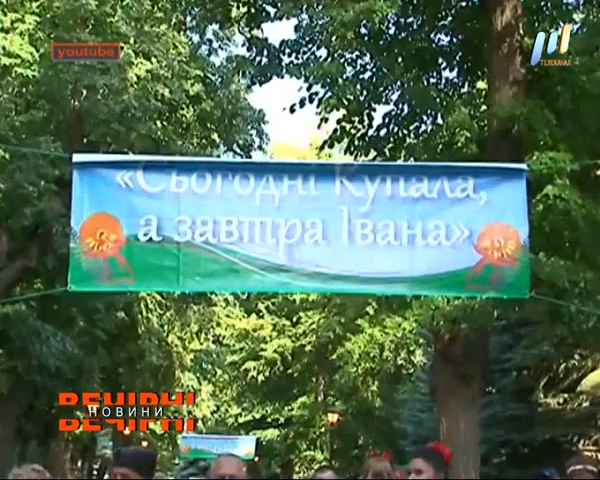 youtube
ТЕЛЕКАНАЛ
«Сьогодні Купала,
а завтра Івана»
ВЕЧІРНІ
НОВИНИ